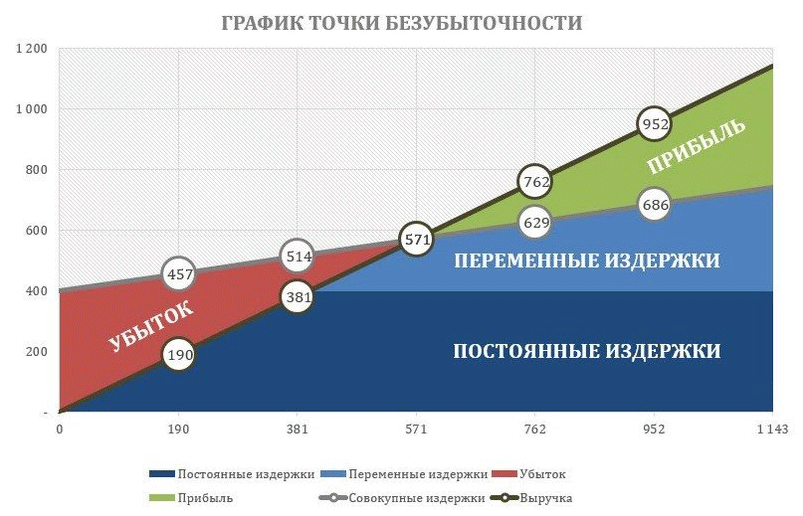 ГРАФИК ТОЧКИ БЕЗУБЫТОЧНОСТИ
1 200
1 000
800
600
400
200
-
952
ПРИБЫЛЬ
762
686
629
571
514
457
ПЕРЕМЕННЫЕ ИЗДЕРЖКИ
381
УБЫТОК
190
ПОСТОЯННЫЕ ИЗДЕРЖКИ
0 190 381 571 762 952 1 143
Постоянные издержки Переменные издержки Убыток
Прибыль Совокупные издержки Выручка